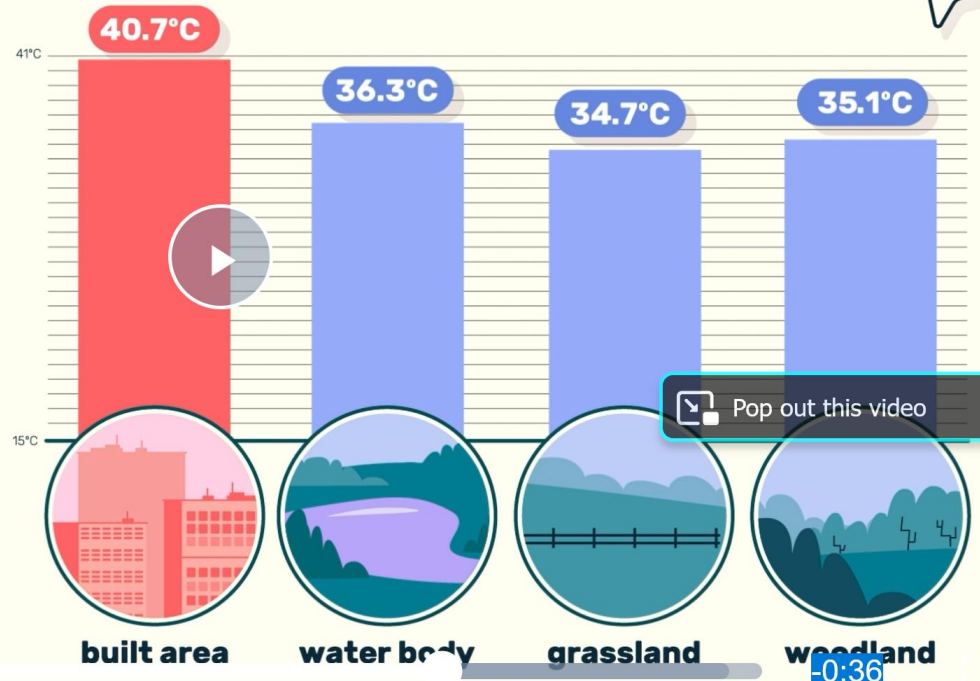 40.7°C
41°C
36.3°C
34.7°C
35.1°C
Pop out this video
15°C
built area
water body
grassland
woodland
-0:36